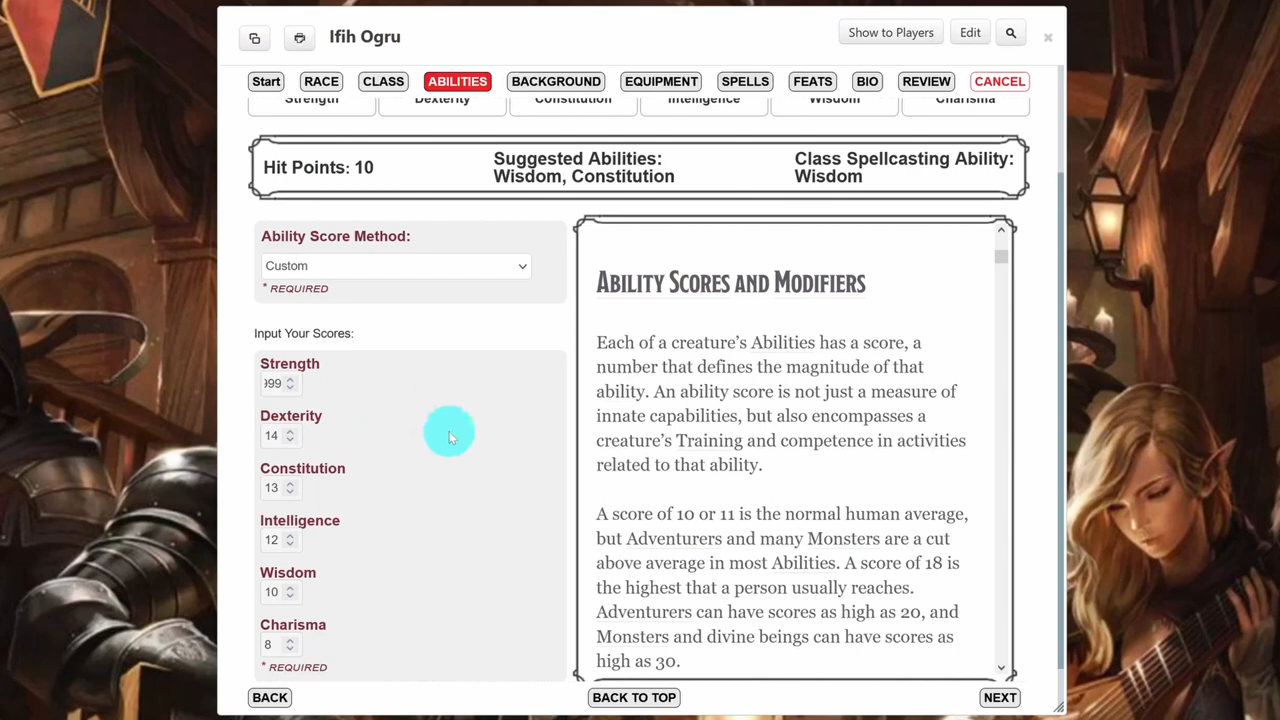 Ifih Ogru
Show to Players
Edit
Start
RACE
CLASS
ABILITIES
BACKGROUND
EQUIPMENT
SPELLS
FEATS
BIO
REVIEW
CANCEL
Strength
Dexterity
Constitution
Intelligence
Wisdom
Charisma
Hit Points: 10
Suggested Abilities:
Wisdom, Constitution
Class Spellcasting Ability:
Wisdom
Ability Score Method:
Custom
* REQUIRED
Input Your Scores:
Strength
999
Dexterity
14
Constitution
13
Intelligence
12
Wisdom
10
Charisma
8
* REQUIRED
ABILITY SCORES AND MODIFIERS
Each of a creature’s Abilities has a score, a
number that defines the magnitude of that
ability. An ability score is not just a measure of
innate capabilities, but also encompasses a
creature’s Training and competence in activities
related to that ability.
A score of 10 or 11 is the normal human average,
but Adventurers and many Monsters are a cut
above average in most Abilities. A score of 18 is
the highest that a person usually reaches.
Adventurers can have scores as high as 20, and
Monsters and divine beings can have scores as
high as 30.
BACK
BACK TO TOP
NEXT